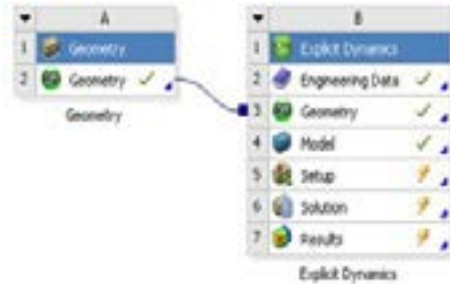 A
1 Geometry
2 Geometry
Geometry
B
1 Explicit Dynamics
2 Engineering Data
3 Geometry
4 Model
5 Setup
6 Solution
7 Results
Explicit Dynamics